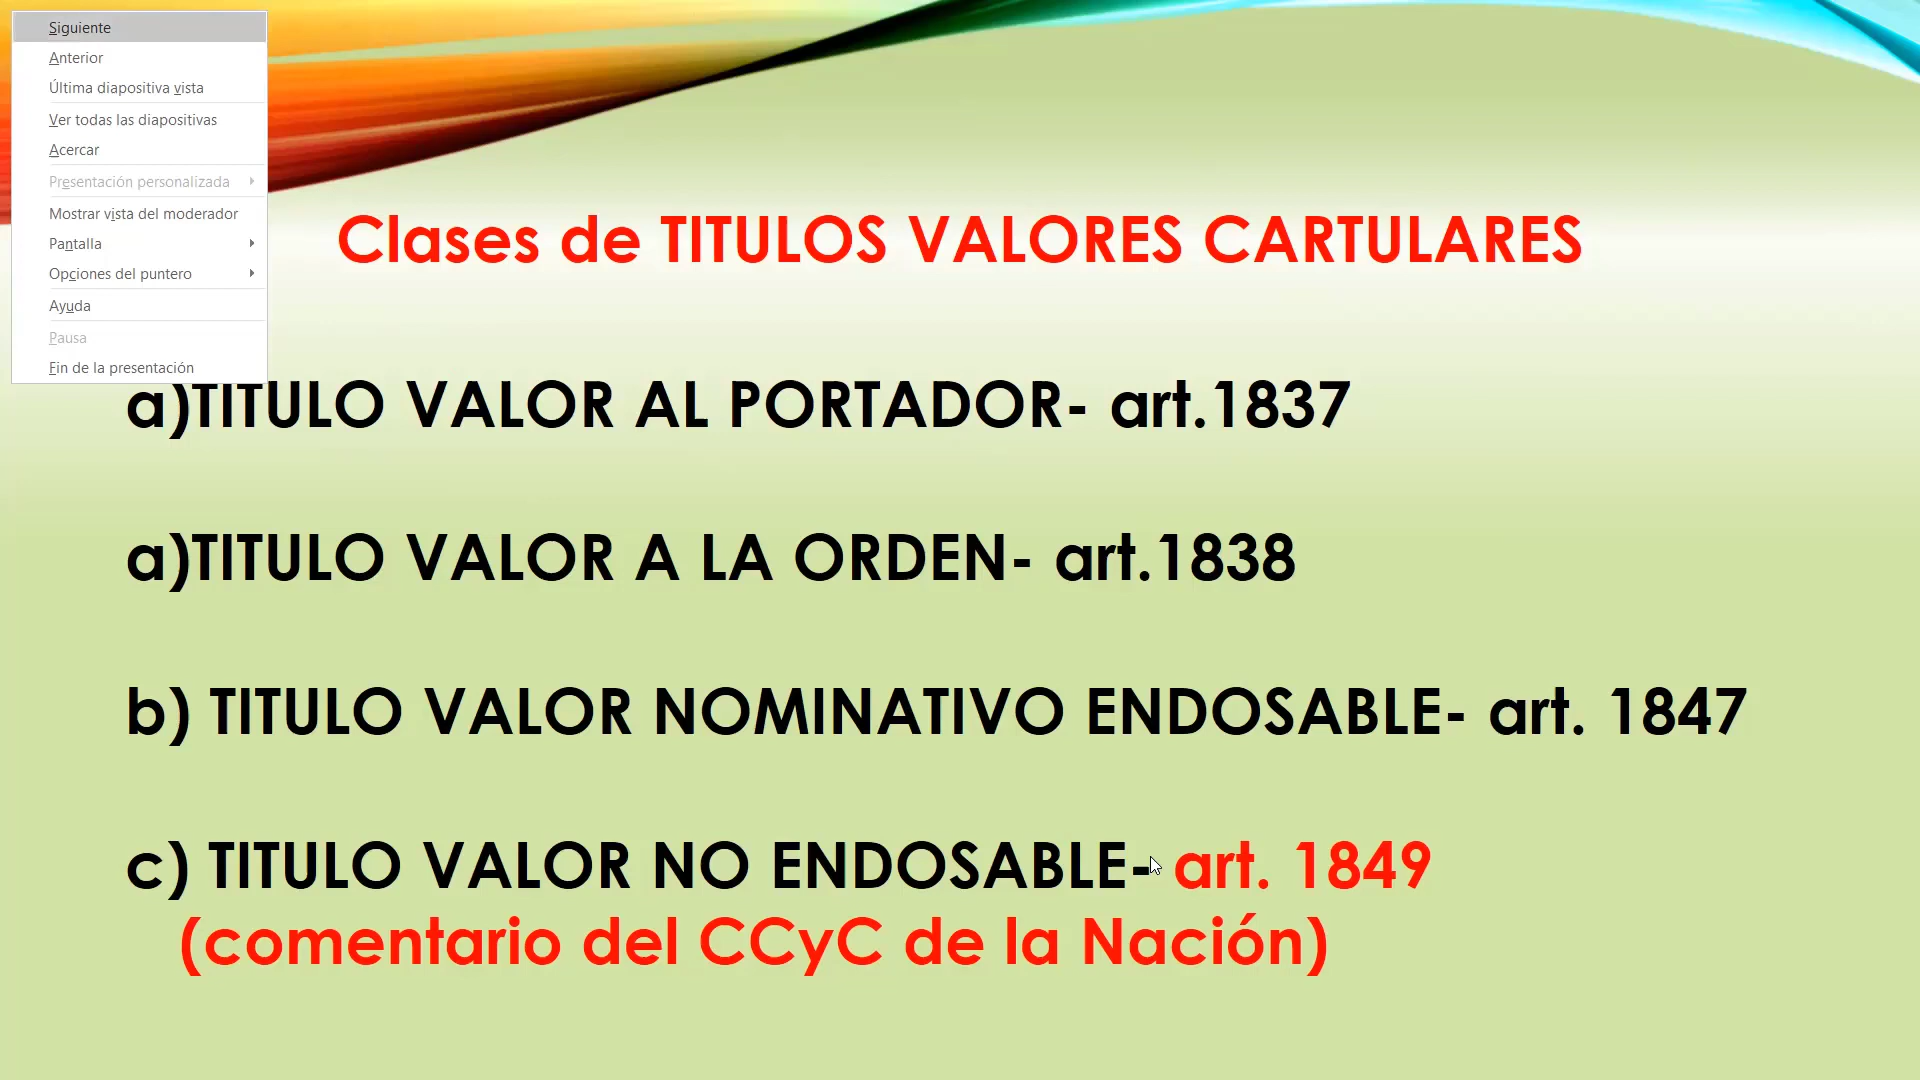 Siguiente
Anterior
Última diapositiva vista
Ver todas las diapositivas
Acercar
Presentación personalizada
Mostrar vista del moderador
Pantalla
Opciones del puntero
Ayuda
Pausa
Fin de la presentación
Clases de TITULOS VALORES CARTULARES
a)TITULO VALOR AL PORTADOR- art.1837
a)TITULO VALOR A LA ORDEN- art.1838
b) TITULO VALOR NOMINATIVO ENDOSABLE- art. 1847
c) TITULO VALOR NO ENDOSABLE- art. 1849
(comentario del CCyC de la Nación)